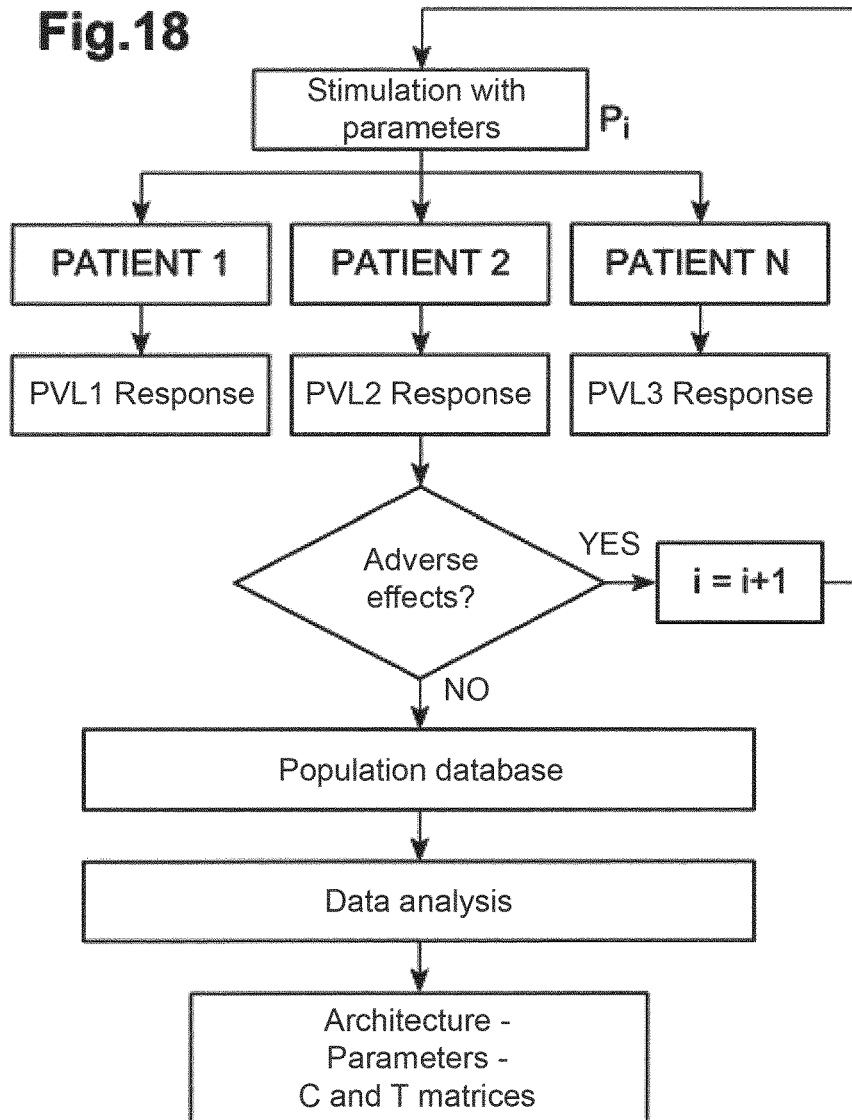 Fig.18
Stimulation with
parameters
Pi
PATIENT 1
PATIENT 2
PATIENT N
PVL1 Response
PVL2 Response
PVL3 Response
Adverse
effects?
YES
i = i+1
NO
Population database
Data analysis
Architecture -
Parameters -
C and T matrices